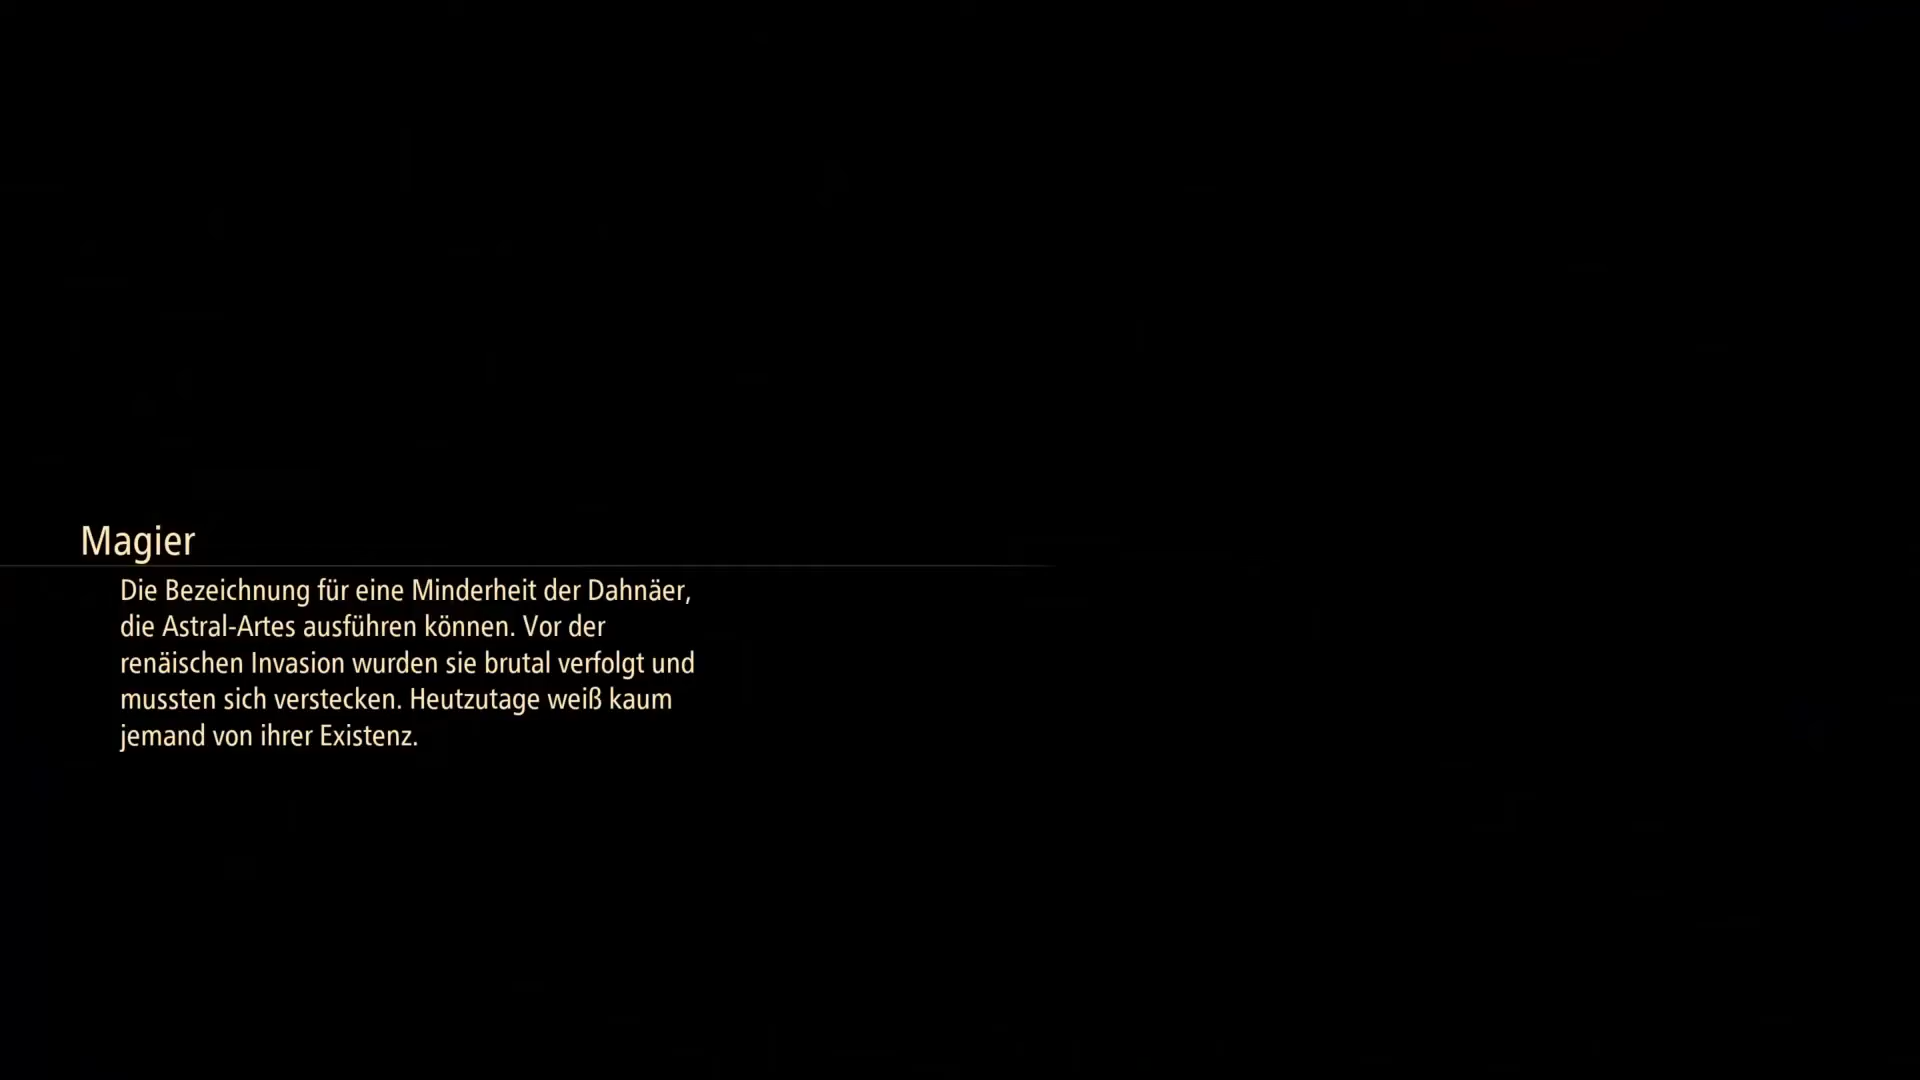 Magier
Die Bezeichnung für eine Minderheit der Dahnäer,
die Astral-Artes ausführen können. Vor der
renäischen Invasion wurden sie brutal verfolgt und
mussten sich verstecken. Heutzutage weiß kaum
jemand von ihrer Existenz.